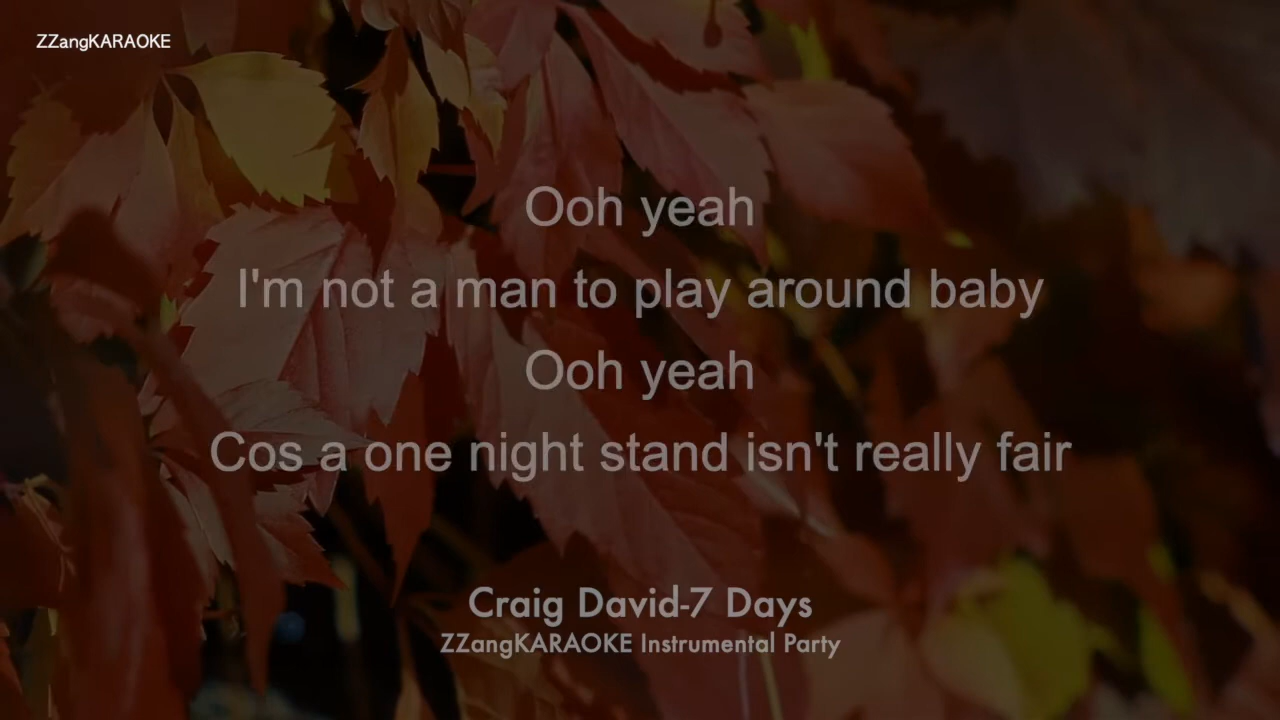 ZZangKARAOKE
Ooh yeah
I'm not a man to play around baby
Ooh yeah
Cos a one night stand isn't really fair
Craig David-7 Days
ZZangKARAOKE Instrumental Party